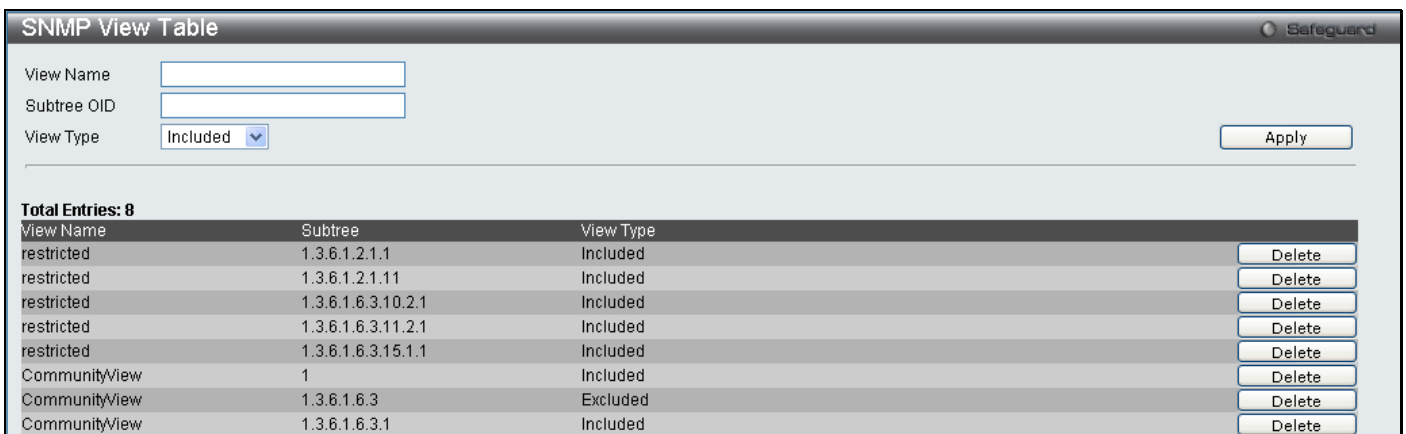 SNMP View Table Safeguard
View Name
Subtree OID
View Type Included Apply
Total Entries: 8
View Name Subtree View Type
restricted 1.3.6.1.2.1.1 Included Delete
restricted 1.3.6.1.2.1.11 Included Delete
restricted 1.3.6.1.6.3.10.2.1 Included Delete
restricted 1.3.6.1.6.3.11.2.1 Included Delete
restricted 1.3.6.1.6.3.15.1.1 Included Delete
CommunityView 1 Included Delete
CommunityView 1.3.6.1.6.3 Excluded Delete
CommunityView 1.3.6.1.6.3.1 Included Delete